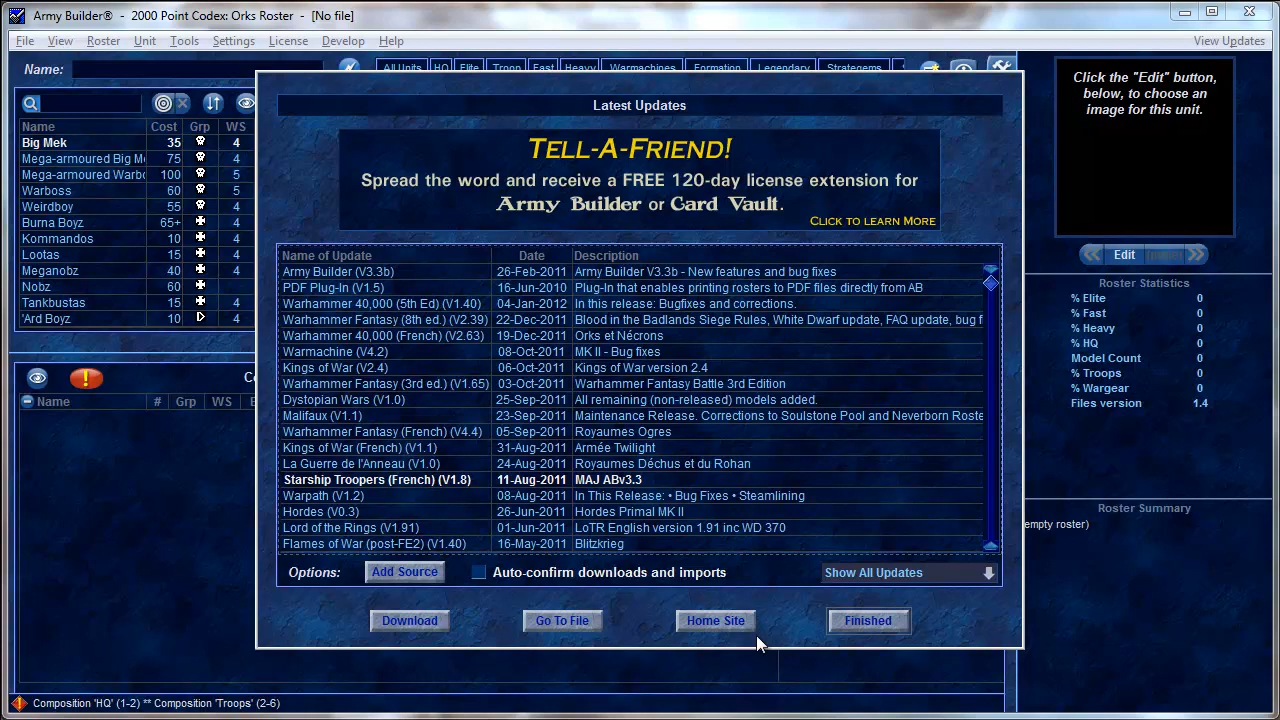 Army Builder® - 2000 Point Codex: Orks Roster - [No file]
File View Roster Unit Tools Settings License Develop Help View Updates
Name:
All Units HQ Elite Troop Fast Heavy Warmachines Formation Legendary Strategems
Name Cost Grp WS
Big Mek 35 4
Mega-armoured Big M 75 4
Mega-armoured Warb 100 5
Warboss 60 5
Weirdboy 55 4
Burna Boyz 65+ 4
Kommandos 10 4
Lootas 15 4
Meganobz 40 4
Nobz 60 4
Tankbustas 15 4
'Ard Boyz 10 4
Name # Grp WS
Latest Updates
TELL-A-FRIEND!
Spread the word and receive a FREE 120-day license extension for
Army Builder or Card Vault.
CLICK TO LEARN MORE
Name of Update Date Description
Army Builder (V3.3b) 26-Feb-2011 Army Builder V3.3b - New features and bug fixes
PDF Plug-In (V1.5) 16-Jun-2010 Plug-In that enables printing rosters to PDF files directly from AB
Warhammer 40,000 (5th Ed) (V1.40) 04-Jan-2012 In this release: Bugfixes and corrections.
Warhammer Fantasy (8th ed.) (V2.39) 22-Dec-2011 Blood in the Badlands Siege Rules, White Dwarf update, FAQ update, bug f
Warhammer 40,000 (French) (V2.63) 19-Dec-2011 Orks et Nécrons
Warmachine (V4.2) 08-Oct-2011 MK II - Bug fixes
Kings of War (V2.4) 06-Oct-2011 Kings of War version 2.4
Warhammer Fantasy (3rd ed.) (V1.65) 03-Oct-2011 Warhammer Fantasy Battle 3rd Edition
Dystopian Wars (V1.0) 25-Sep-2011 All remaining (non-released) models added.
Malifaux (V1.1) 23-Sep-2011 Maintenance Release. Corrections to Soulstone Pool and Neverborn Roste
Warhammer Fantasy (French) (V4.4) 05-Sep-2011 Royaumes Ogres
Kings of War (French) (V1.1) 31-Aug-2011 Armée Twilight
La Guerre de l'Anneau (V1.0) 24-Aug-2011 Royaumes Déchus et du Rohan
Starship Troopers (French) (V1.8) 11-Aug-2011 MAJ ABv3.3
Warpath (V1.2) 08-Aug-2011 In This Release: • Bug Fixes • Steamlining
Hordes (V0.3) 26-Jun-2011 Hordes Primal MK II
Lord of the Rings (V1.91) 01-Jun-2011 LoTR English version 1.91 inc WD 370
Flames of War (post-FE2) (V1.40) 16-May-2011 Blitzkrieg
Options: Add Source Auto-confirm downloads and imports Show All Updates
Download Go To File Home Site Finished
Click the "Edit" button,
below, to choose an
image for this unit.
Edit
Roster Statistics
% Elite 0
% Fast 0
% Heavy 0
% HQ 0
Model Count 0
% Troops 0
% Wargear 0
Files version 1.4
Roster Summary
empty roster)
Composition 'HQ' (1-2) ** Composition 'Troops' (2-6)